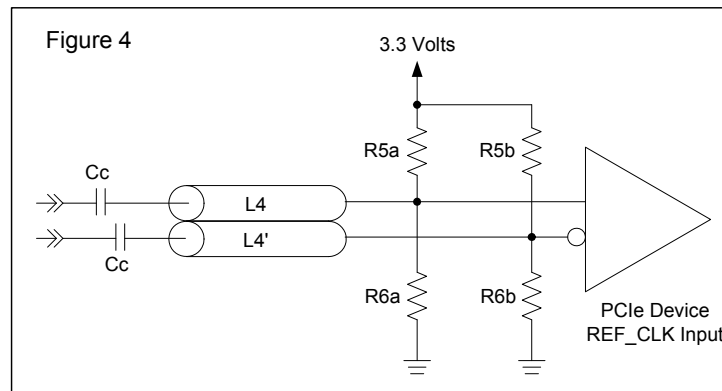 Figure 4
3.3 Volts
R5a
R5b
Cc
L4
L4'
Cc
R6a
R6b
PCIe Device
REF_CLK Input